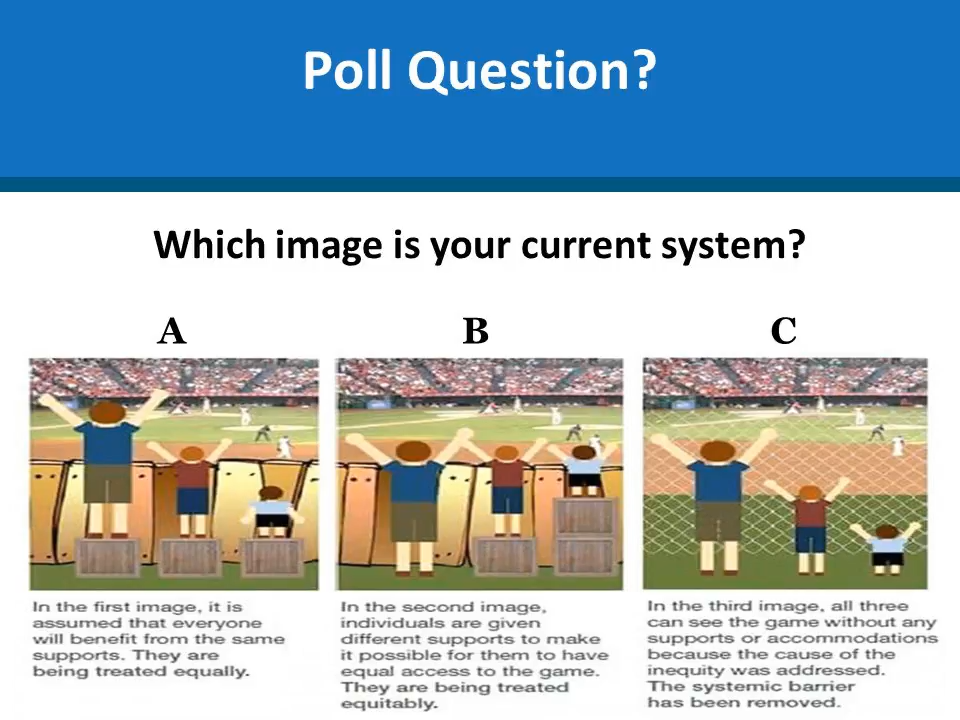 Poll Question?
Which image is your current system?
A B C
In the first image, it is
assumed that everyone
will benefit from the same
supports. They are
being treated equally.
In the second image,
individuals are given
different supports to make
it possible for them to have
equal access to the game.
They are being treated
equitably.
In the third image, all three
can see the game without any
supports or accommodations
because the cause of the
inequity was addressed.
The systemic barrier
has been removed.